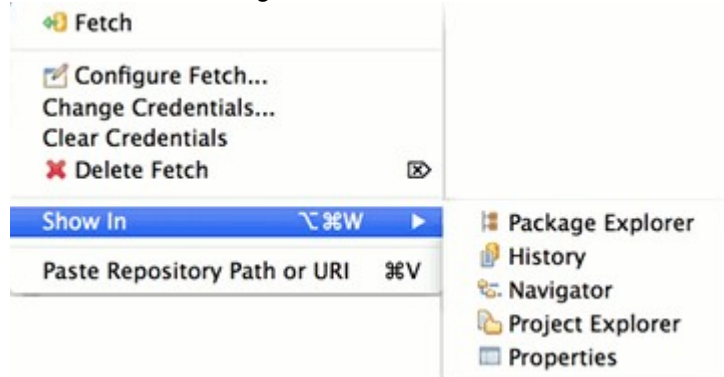 Fetch
Configure Fetch...
Change Credentials...
Clear Credentials
Delete Fetch ⌦
Show In ⌥⌘W ▶
Paste Repository Path or URI ⌘V
Package Explorer
History
Navigator
Project Explorer
Properties